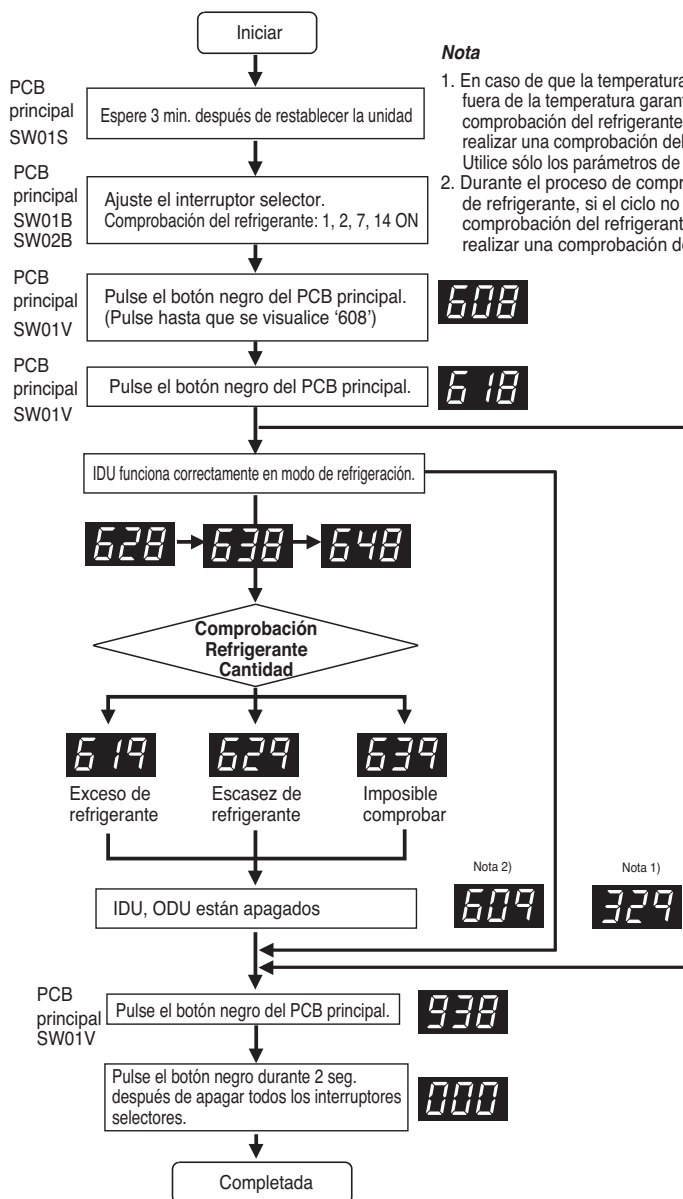 Iniciar
Nota
1. En caso de que la temperatura
fuera de la temperatura garant
comprobación del refrigerante
realizar una comprobación del
Utilice sólo los parámetros de
2. Durante el proceso de compr
de refrigerante, si el ciclo no
comprobación del refrigerant
realizar una comprobación de
PCB
principal
SW01S
Espere 3 min. después de restablecer la unidad
PCB
principal
SW01B
SW02B
Ajuste el interruptor selector.
Comprobación del refrigerante: 1, 2, 7, 14 ON
PCB
principal
SW01V
Pulse el botón negro del PCB principal.
(Pulse hasta que se visualice ‘608’)
608
PCB
principal
SW01V
Pulse el botón negro del PCB principal.
618
IDU funciona correctamente en modo de refrigeración.
628 638 648
Comprobación
Refrigerante
Cantidad
619 629 639
Exceso de
refrigerante
Escasez de
refrigerante
Imposible
comprobar
IDU, ODU están apagados
Nota 2)
609
Nota 1)
329
PCB
principal
SW01V
Pulse el botón negro del PCB principal.
938
Pulse el botón negro durante 2 seg.
después de apagar todos los interruptores
selectores.
000
Completada